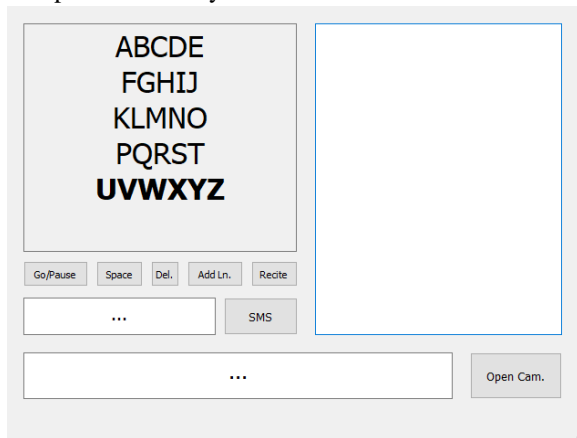 ABCDE
FGHIJ
KLMNO
PQRST
UVWXYZ
Go/Pause Space Del. Add Ln. Recite
... SMS
... Open Cam.